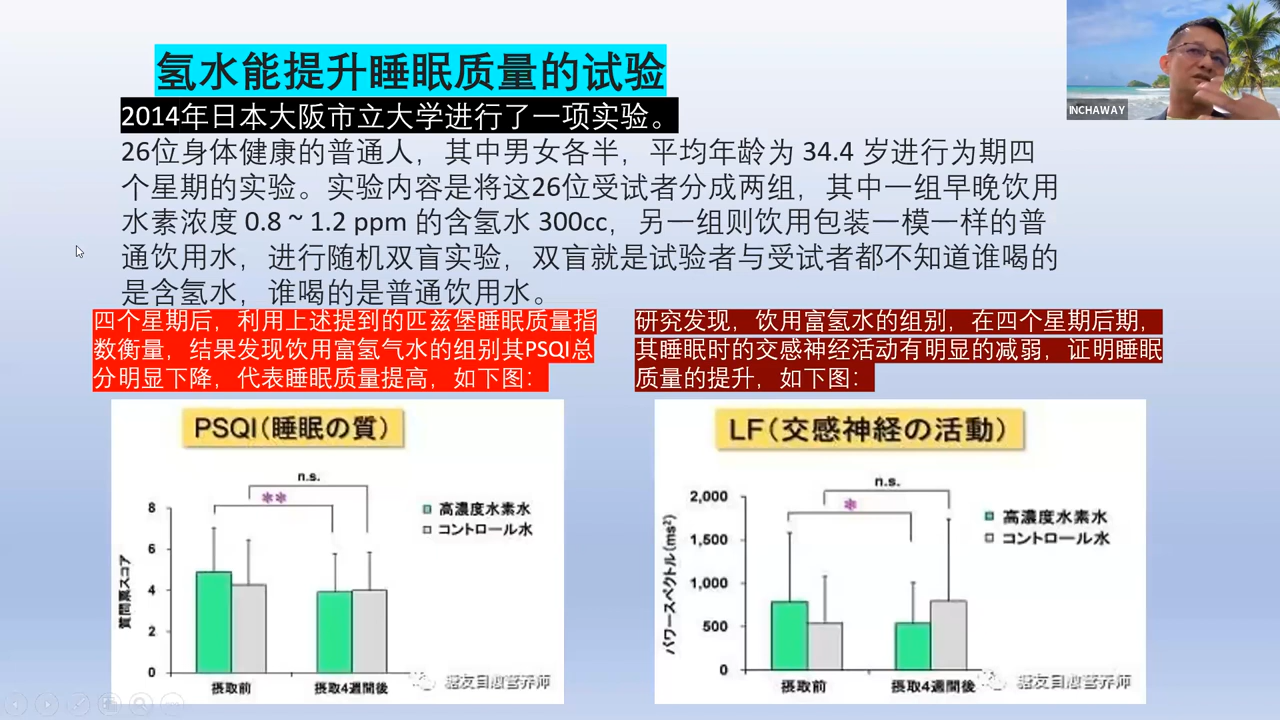 氢水能提升睡眠质量的试验
INCHAWAY
2014年日本大阪市立大学进行了一项实验。
26位身体健康的普通人，其中男女各半，平均年龄为 34.4 岁进行为期四
个星期的实验。实验内容是将这26位受试者分成两组，其中一组早晚饮用
水素浓度 0.8 ~ 1.2 ppm 的含氢水 300cc，另一组则饮用包装一模一样的普
通饮用水，进行随机双盲实验，双盲就是试验者与受试者都不知道谁喝的
是含氢水，谁喝的是普通饮用水。
四个星期后，利用上述提到的匹兹堡睡眠质量指
数衡量，结果发现饮用富氢气水的组别其PSQI总
分明显下降，代表睡眠质量提高，如下图：
研究发现，饮用富氢水的组别，在四个星期后期，
其睡眠时的交感神经活动有明显的减弱，证明睡眠
质量的提升，如下图：
PSQI（睡眠の質）
n.s.
**
高濃度水素水
コントロール水
質問票スコア
8
6
4
2
0
摂取前
摂取4週間後
糖友自愈营养师
LF（交感神経の活動）
n.s.
*
高濃度水素水
コントロール水
パワースペクトル(ms²)
2,000
1,500
1,000
500
0
摂取前
摂取4週間後
糖友自愈营养师